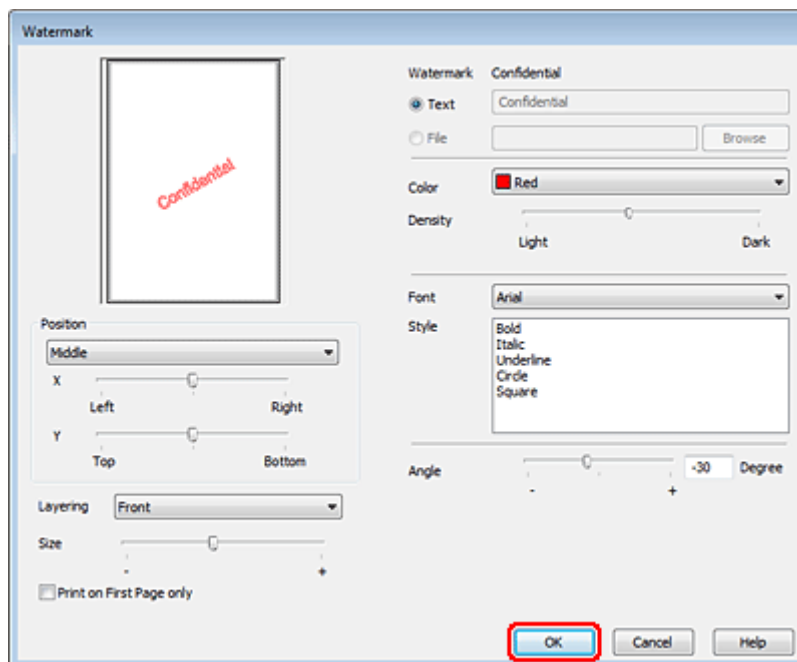 Watermark
Confidential
Position
Middle
X
Left Right
Y
Top Bottom
Layering Front
Size
- +
Print on First Page only
Watermark Confidential
Text Confidential
File Browse
Color Red
Density
Light Dark
Font Arial
Style Bold
Italic
Underline
Circle
Square
Angle -30 Degree
- +
OK Cancel Help